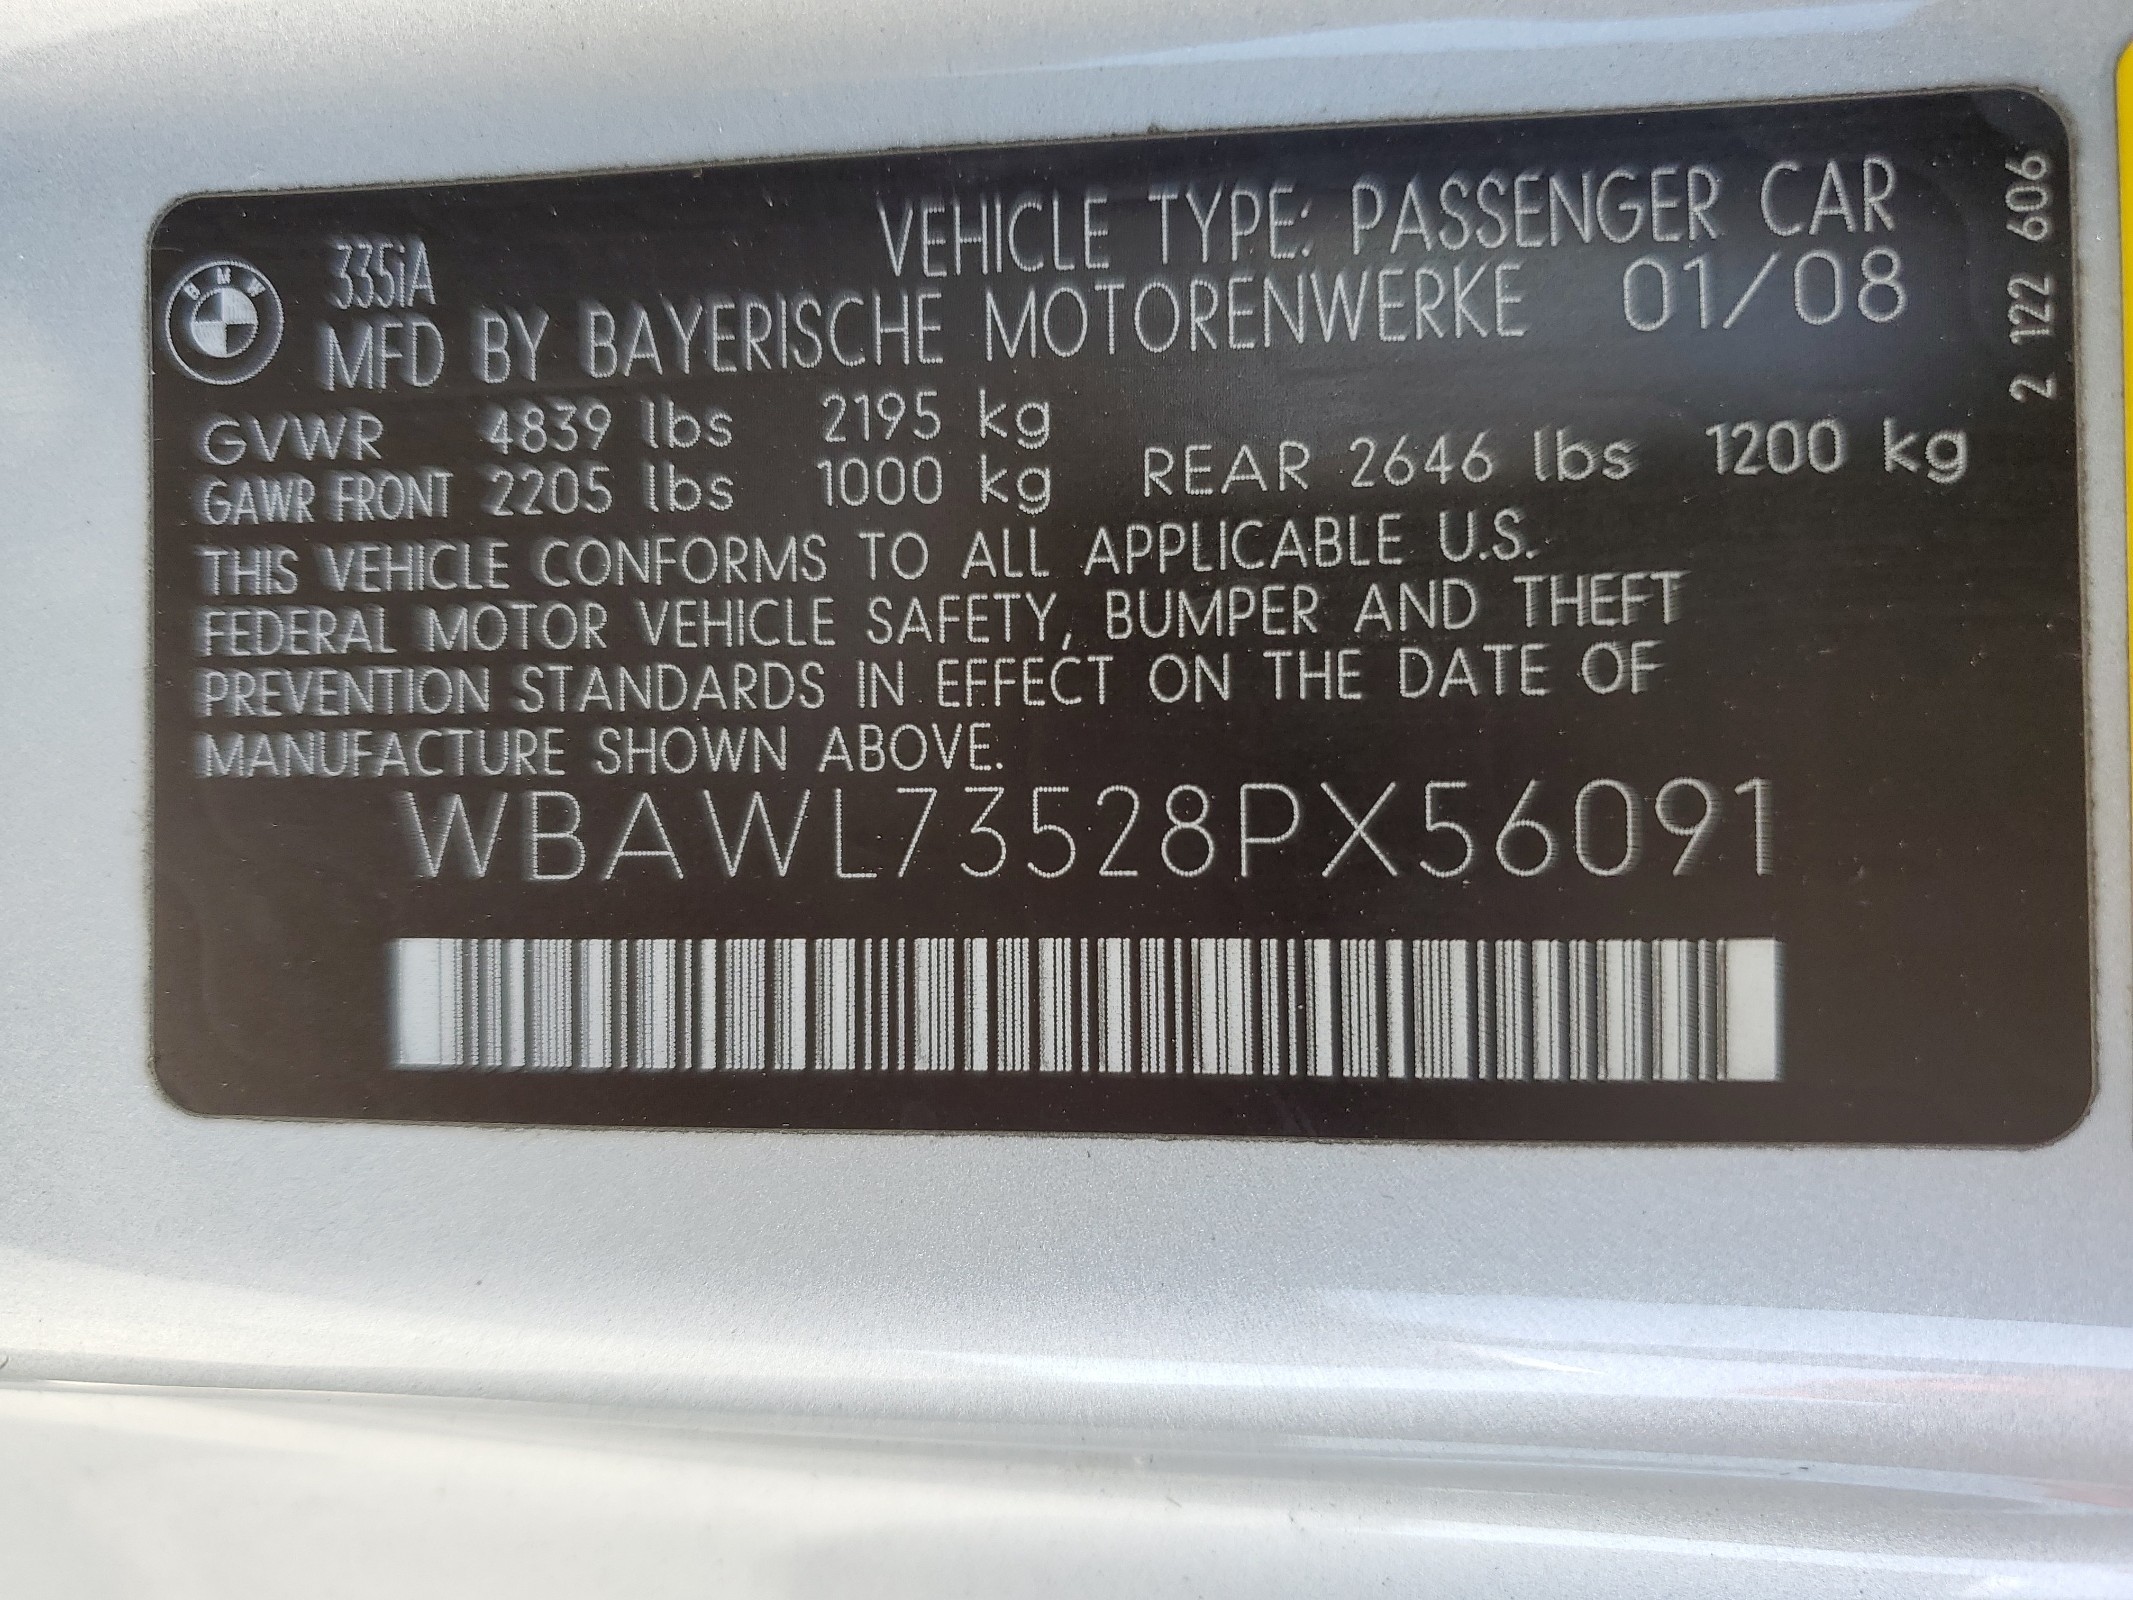 VEHICLE TYPE: PASSENGER CAR
BMW
335iA
MFD BY BAYERISCHE MOTORENWERKE 01/08
GVWR 4839 lbs 2195 kg
GAWR FRONT 2205 lbs 1000 kg REAR 2646 lbs 1200 kg
THIS VEHICLE CONFORMS TO ALL APPLICABLE U.S.
FEDERAL MOTOR VEHICLE SAFETY, BUMPER AND THEFT
PREVENTION STANDARDS IN EFFECT ON THE DATE OF
MANUFACTURE SHOWN ABOVE.
WBAWL73528PX56091
2 122 606